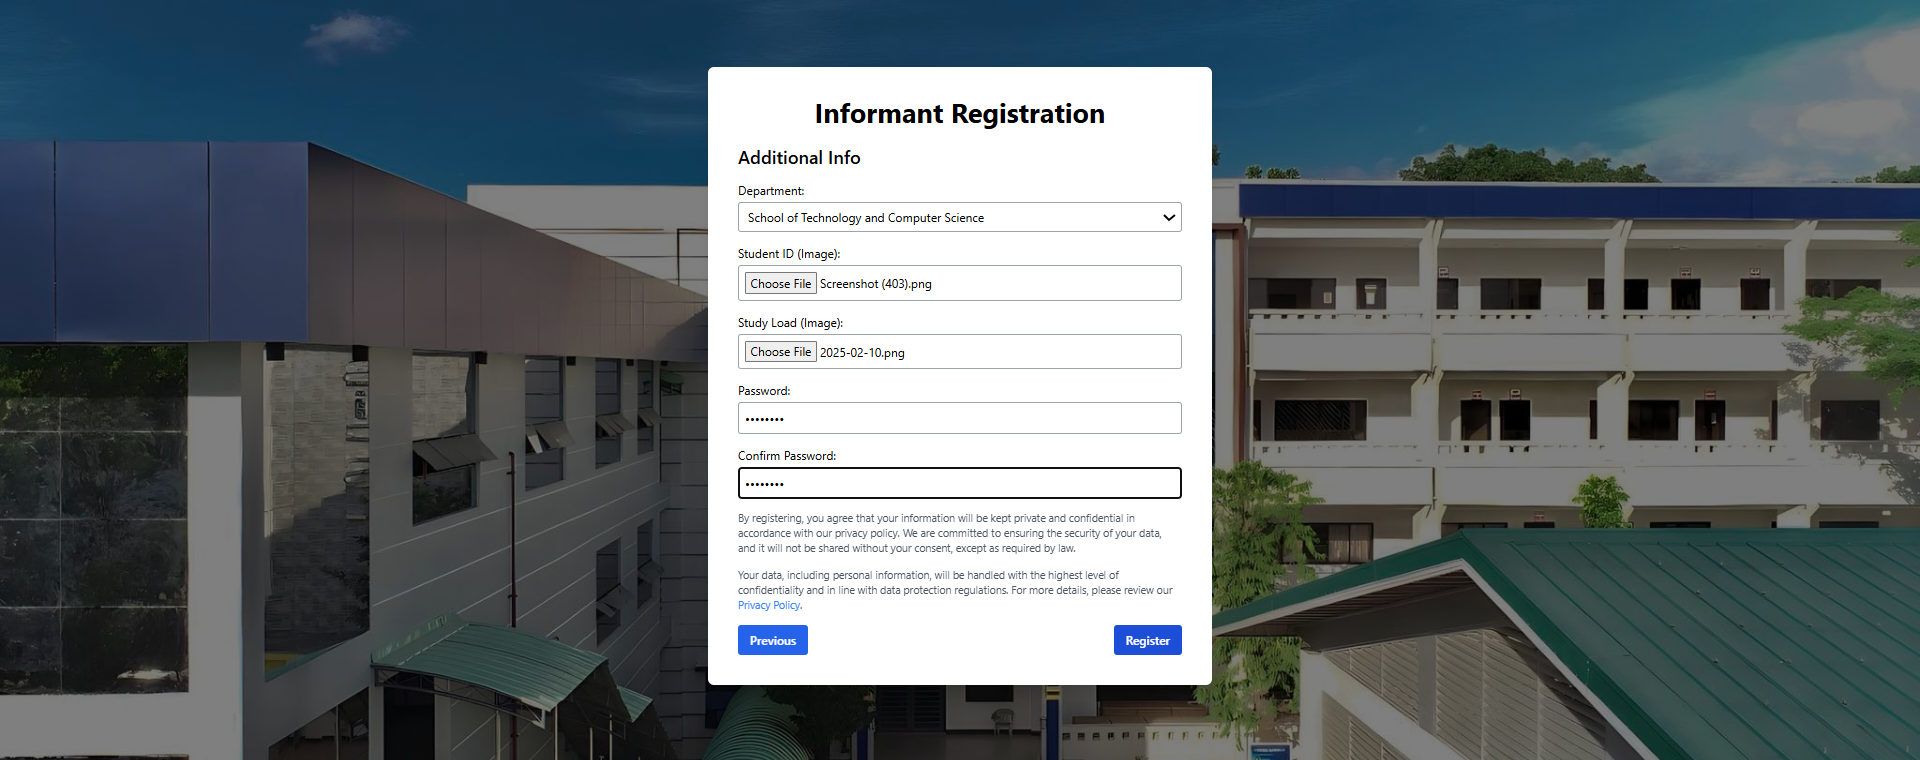 Informant Registration
Additional Info
Department:
School of Technology and Computer Science
Student ID (Image):
Choose File Screenshot (403).png
Study Load (Image):
Choose File 2025-02-10.png
Password:
••••••••
Confirm Password:
••••••••
By registering, you agree that your information will be kept private and confidential in
accordance with our privacy policy. We are committed to ensuring the security of your data,
and it will not be shared without your consent, except as required by law.
Your data, including personal information, will be handled with the highest level of
confidentiality and in line with data protection regulations. For more details, please review our
Privacy Policy.
Previous
Register